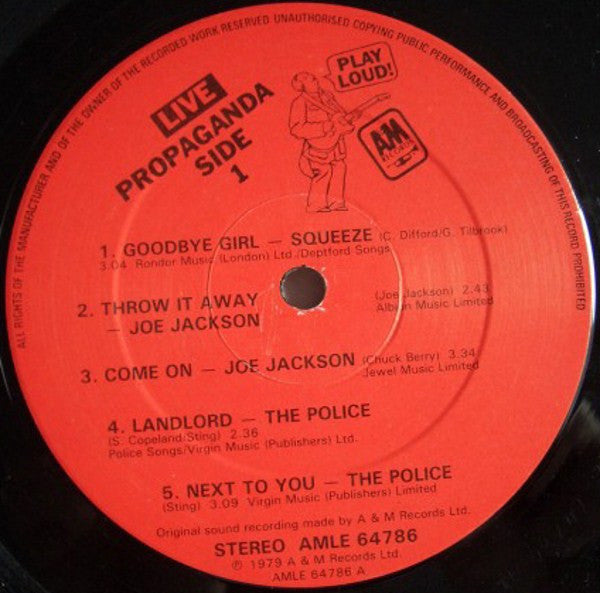 ALL RIGHTS OF THE MANUFACTURER AND OF THE OWNER OF THE RECORDED WORK RESERVED UNAUTHORISED COPYING PUBLIC PERFORMANCE AND BROADCASTING OF THIS RECORD PROHIBITED
LIVE
PROPAGANDA
SIDE
1
PLAY
LOUD!
A&M
RECORDS
1. GOODBYE GIRL — SQUEEZE (C. Difford/G. Tilbrook)
3.04 Rondor Music (London) Ltd./Deptford Songs
2. THROW IT AWAY (Joe Jackson) 2.43
— JOE JACKSON Albion Music Limited
3. COME ON — JOE JACKSON (Chuck Berry) 3.34
Jewel Music Limited
4. LANDLORD — THE POLICE
(S. Copeland/Sting) 2.36
Police Songs/Virgin Music (Publishers) Ltd.
5. NEXT TO YOU — THE POLICE
(Sting) 3.09 Virgin Music (Publishers) Limited
Original sound recording made by A & M Records Ltd.
STEREO AMLE 64786
℗ 1979 A & M Records Ltd.
AMLE 64786 A